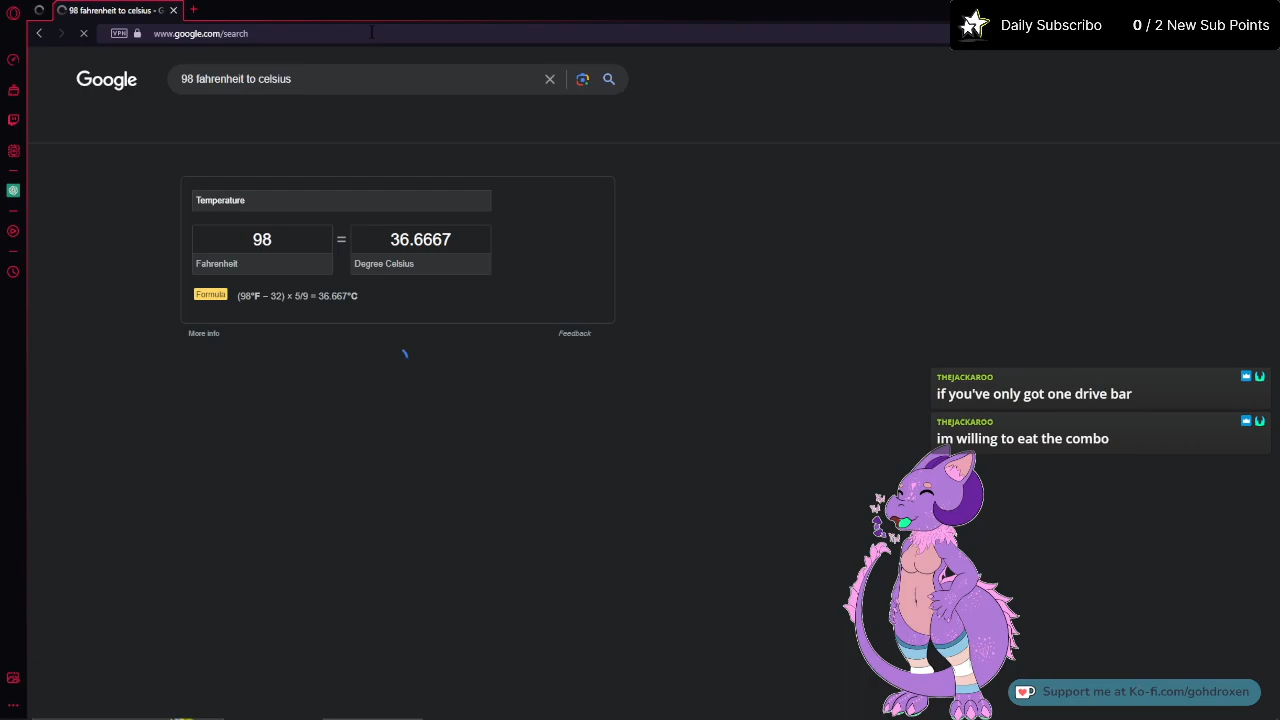 98 fahrenheit to celsius - G
Daily Subscribo 0 / 2 New Sub Points
VPN www.google.com/search
Google 98 fahrenheit to celsius
Temperature
98 = 36.6667
Fahrenheit Degree Celsius
Formula (98°F − 32) × 5/9 = 36.667°C
More info Feedback
THEJACKAROO
if you've only got one drive bar
THEJACKAROO
im willing to eat the combo
Support me at Ko-fi.com/gohdroxen